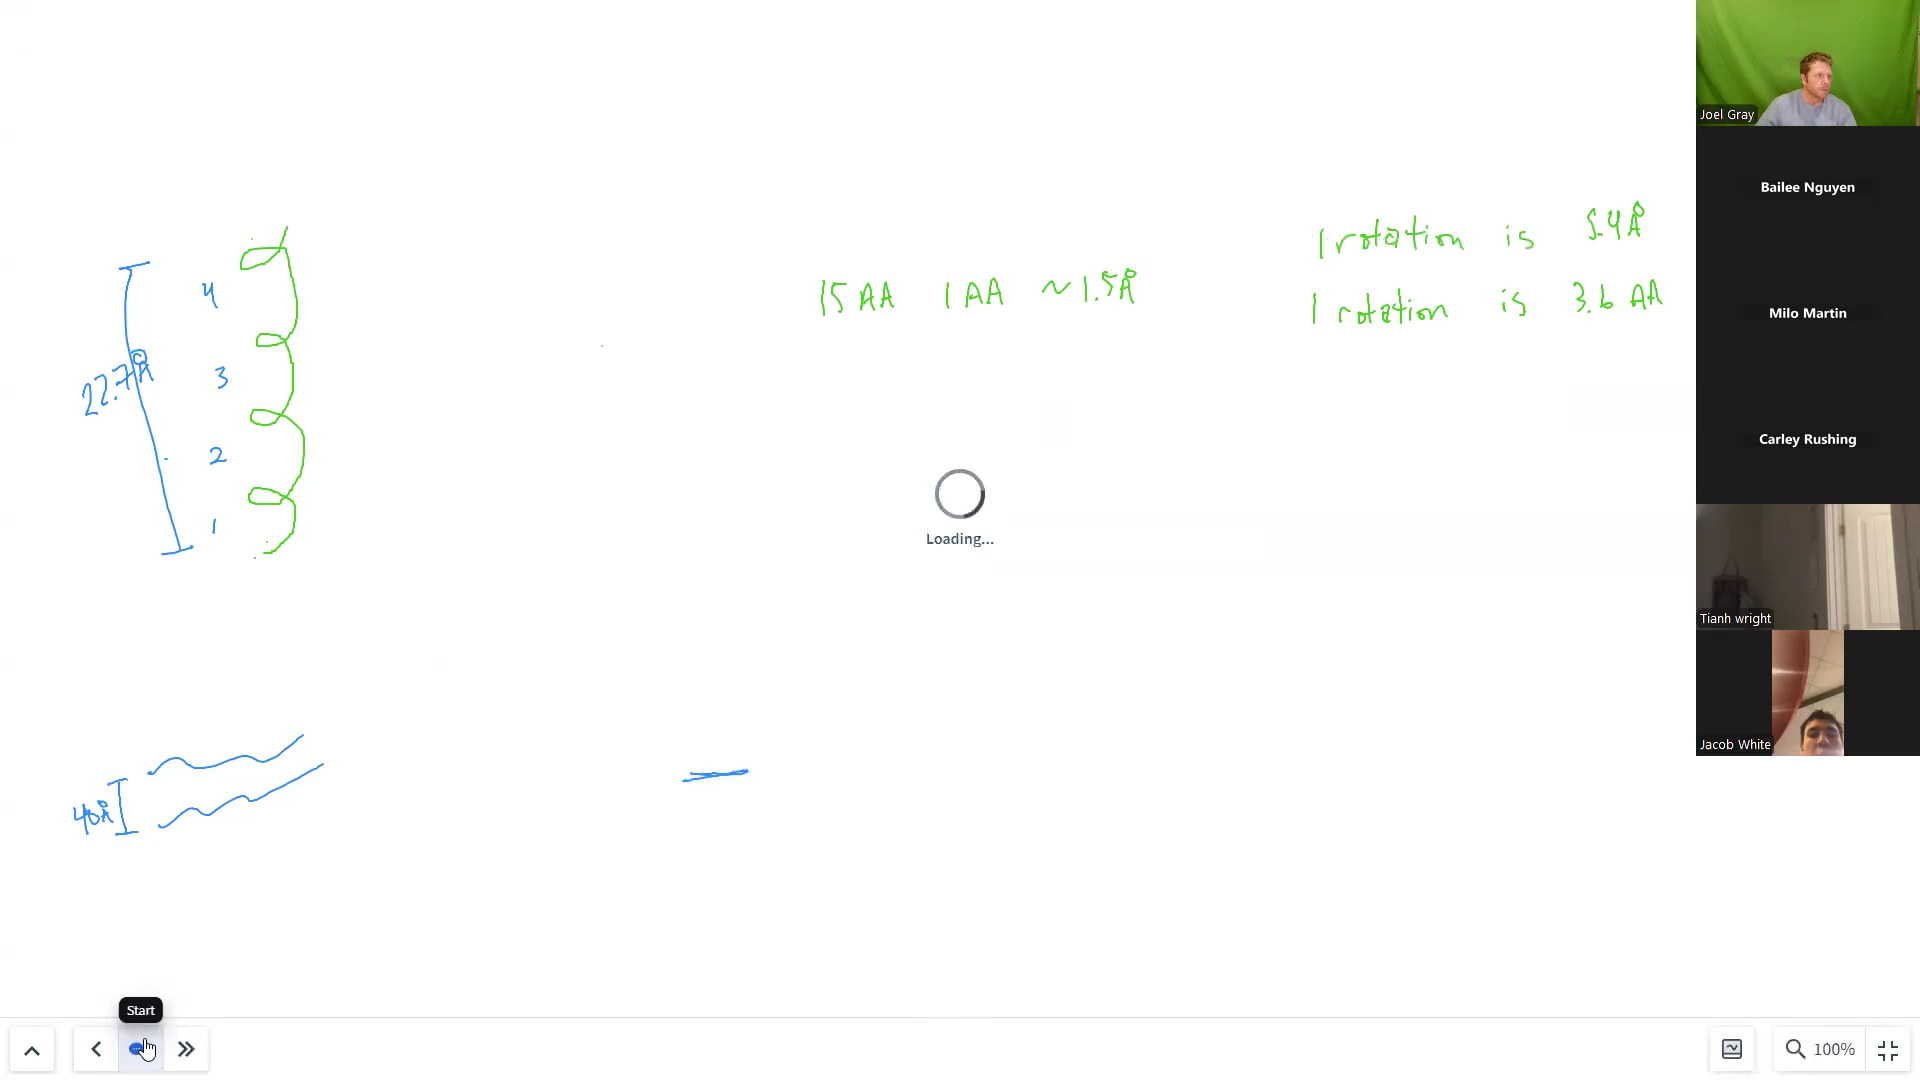 1 rotation is 5.4Å
15 AA 1 AA ~1.5Å
1 rotation is 3.6 AA
4
22.7Å
3
2
1
Loading...
40Å
Start
100%
Joel Gray
Bailee Nguyen
Milo Martin
Carley Rushing
Tianh wright
Jacob White